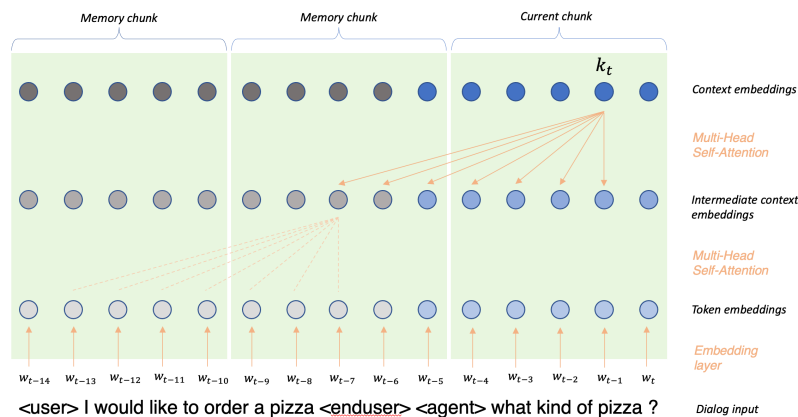 Memory chunk Memory chunk Current chunk
k_t
Context embeddings
Multi-Head
Self-Attention
Intermediate context
embeddings
Multi-Head
Self-Attention
Token embeddings
Embedding
layer
w_{t-14} w_{t-13} w_{t-12} w_{t-11} w_{t-10} w_{t-9} w_{t-8} w_{t-7} w_{t-6} w_{t-5} w_{t-4} w_{t-3} w_{t-2} w_{t-1} w_t
<user> I would like to order a pizza <enduser> <agent> what kind of pizza ? Dialog input